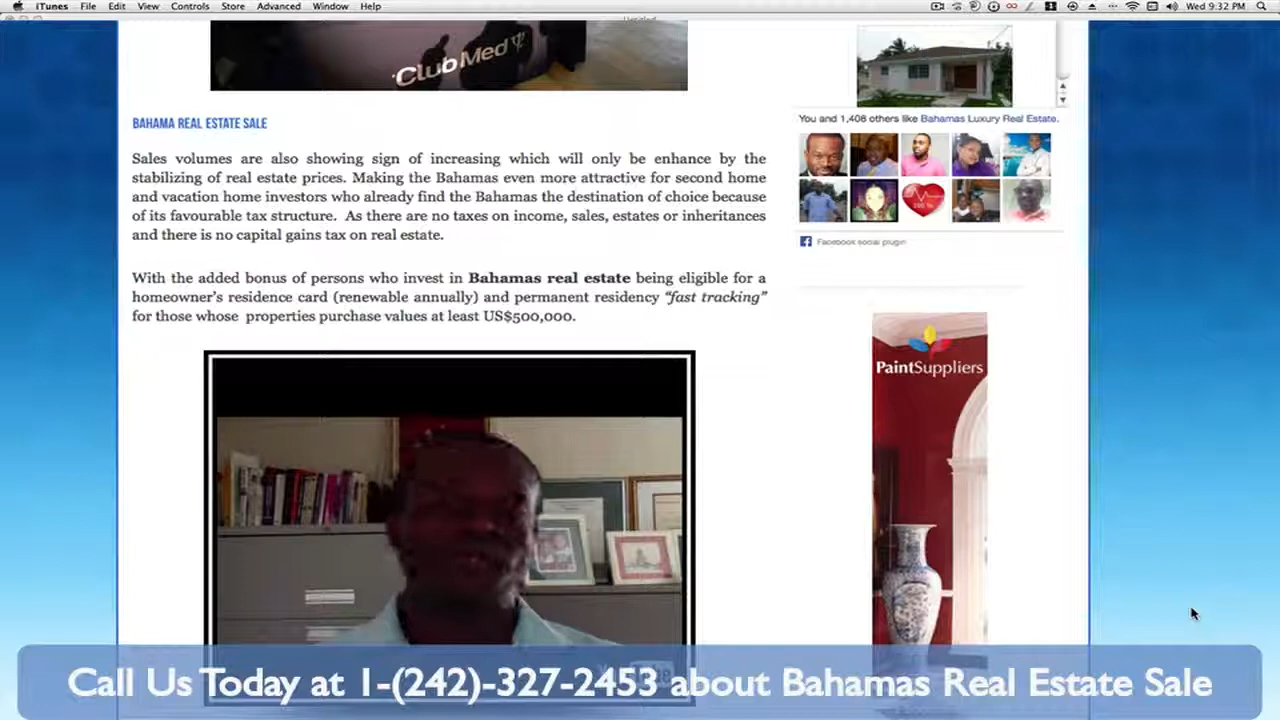 iTunes File Edit View Controls Store Advanced Window Help
Wed 9:32 PM
Untitled
ClubMed
BAHAMA REAL ESTATE SALE
Sales volumes are also showing sign of increasing which will only be enhance by the
stabilizing of real estate prices. Making the Bahamas even more attractive for second home
and vacation home investors who already find the Bahamas the destination of choice because
of its favourable tax structure. As there are no taxes on income, sales, estates or inheritances
and there is no capital gains tax on real estate.
With the added bonus of persons who invest in Bahamas real estate being eligible for a
homeowner's residence card (renewable annually) and permanent residency "fast tracking"
for those whose properties purchase values at least US$500,000.
You and 1,408 others like Bahamas Luxury Real Estate.
Facebook social plugin
PaintSuppliers
Call Us Today at 1-(242)-327-2453 about Bahamas Real Estate Sale